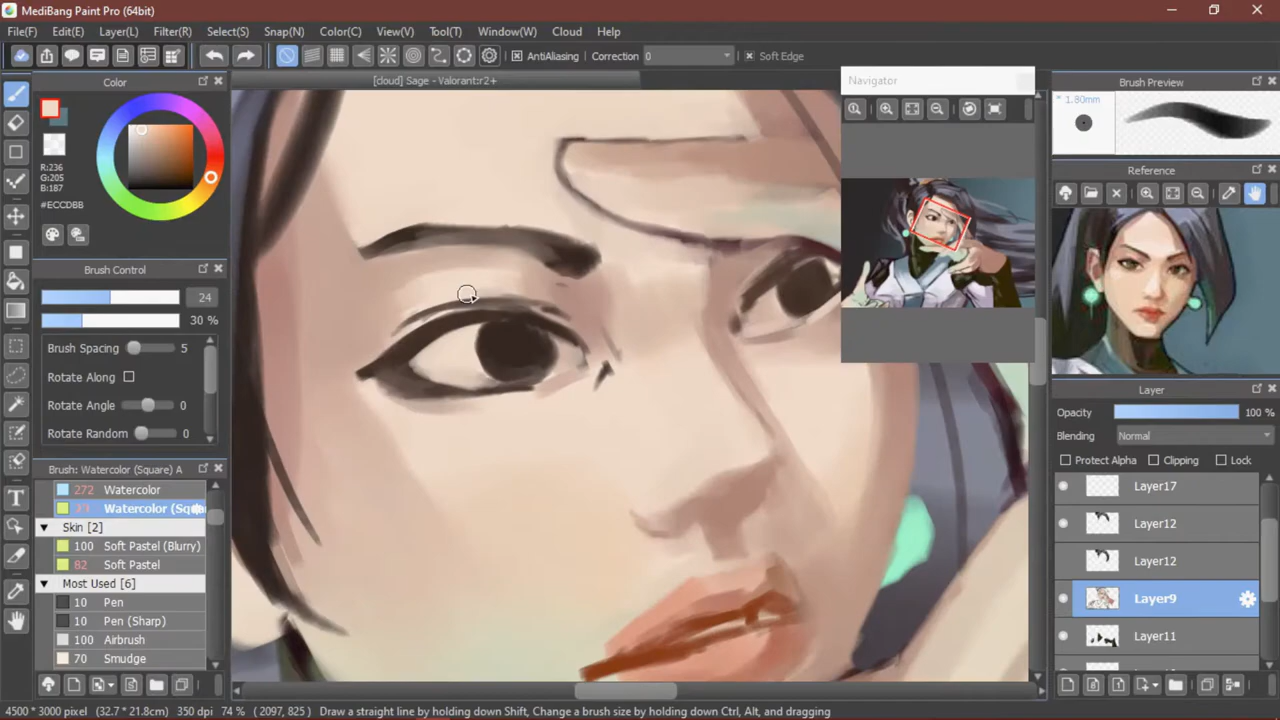 MediBang Paint Pro (64bit)
File(F) Edit(E) Layer(L) Filter(R) Select(S) Snap(N) Color(C) View(V) Tool(T) Window(W) Cloud Help
AntiAliasing Correction 0 Soft Edge
Color
[cloud] Sage - Valorant:r2+
Navigator
Brush Preview
* 1.80mm
R:236
G:205
B:187
#ECCDBB
Reference
Brush Control
24
30 %
Brush Spacing 5
Rotate Along
Rotate Angle 0
Rotate Random 0
Layer
Opacity 100 %
Blending Normal
Protect Alpha Clipping Lock
Brush: Watercolor (Square) A
272 Watercolor
Watercolor (Squa
Skin [2]
100 Soft Pastel (Blurry)
82 Soft Pastel
Most Used [6]
10 Pen
10 Pen (Sharp)
100 Airbrush
70 Smudge
Layer17
Layer12
Layer12
Layer9
Layer11
4500 * 3000 pixel (32.7 * 21.8cm) 350 dpi 74 % ( 2097, 825 ) Draw a straight line by holding down Shift, Change a brush size by holding down Ctrl, Alt, and dragging